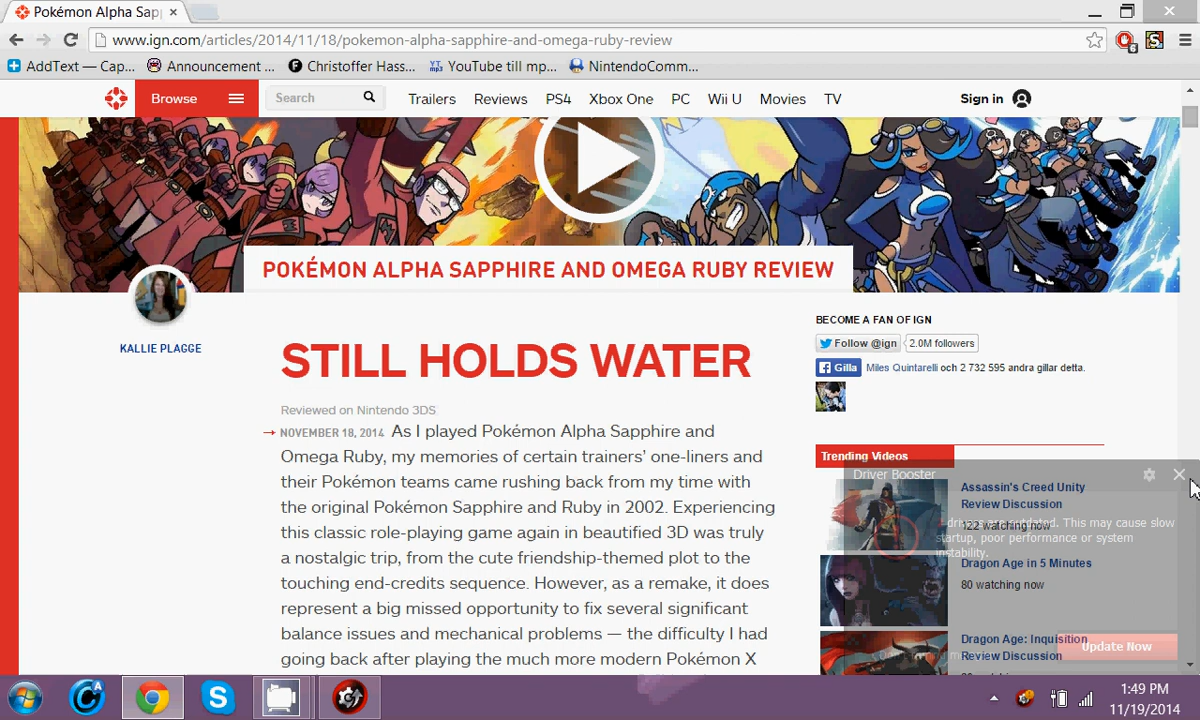 Pokémon Alpha Sap
www.ign.com/articles/2014/11/18/pokemon-alpha-sapphire-and-omega-ruby-review
AddText — Cap... Announcement ... Christoffer Hass... YouTube till mp... NintendoComm...
Browse Search Trailers Reviews PS4 Xbox One PC Wii U Movies TV Sign in
POKÉMON ALPHA SAPPHIRE AND OMEGA RUBY REVIEW
KALLIE PLAGGE
STILL HOLDS WATER
Reviewed on Nintendo 3DS
NOVEMBER 18, 2014 As I played Pokémon Alpha Sapphire and
Omega Ruby, my memories of certain trainers' one-liners and
their Pokémon teams came rushing back from my time with
the original Pokémon Sapphire and Ruby in 2002. Experiencing
this classic role-playing game again in beautified 3D was truly
a nostalgic trip, from the cute friendship-themed plot to the
touching end-credits sequence. However, as a remake, it does
represent a big missed opportunity to fix several significant
balance issues and mechanical problems — the difficulty I had
going back after playing the much more modern Pokémon X
BECOME A FAN OF IGN
Follow @ign 2.0M followers
Gilla Miles Quintarelli och 2 732 595 andra gillar detta.
Trending Videos
Driver Booster
Assassin's Creed Unity
Review Discussion
122 watching now
drivers are outdated. This may cause slow
startup, poor performance or system
instability.
Dragon Age in 5 Minutes
80 watching now
Dragon Age: Inquisition
Review Discussion
Update Now
1:49 PM
11/19/2014